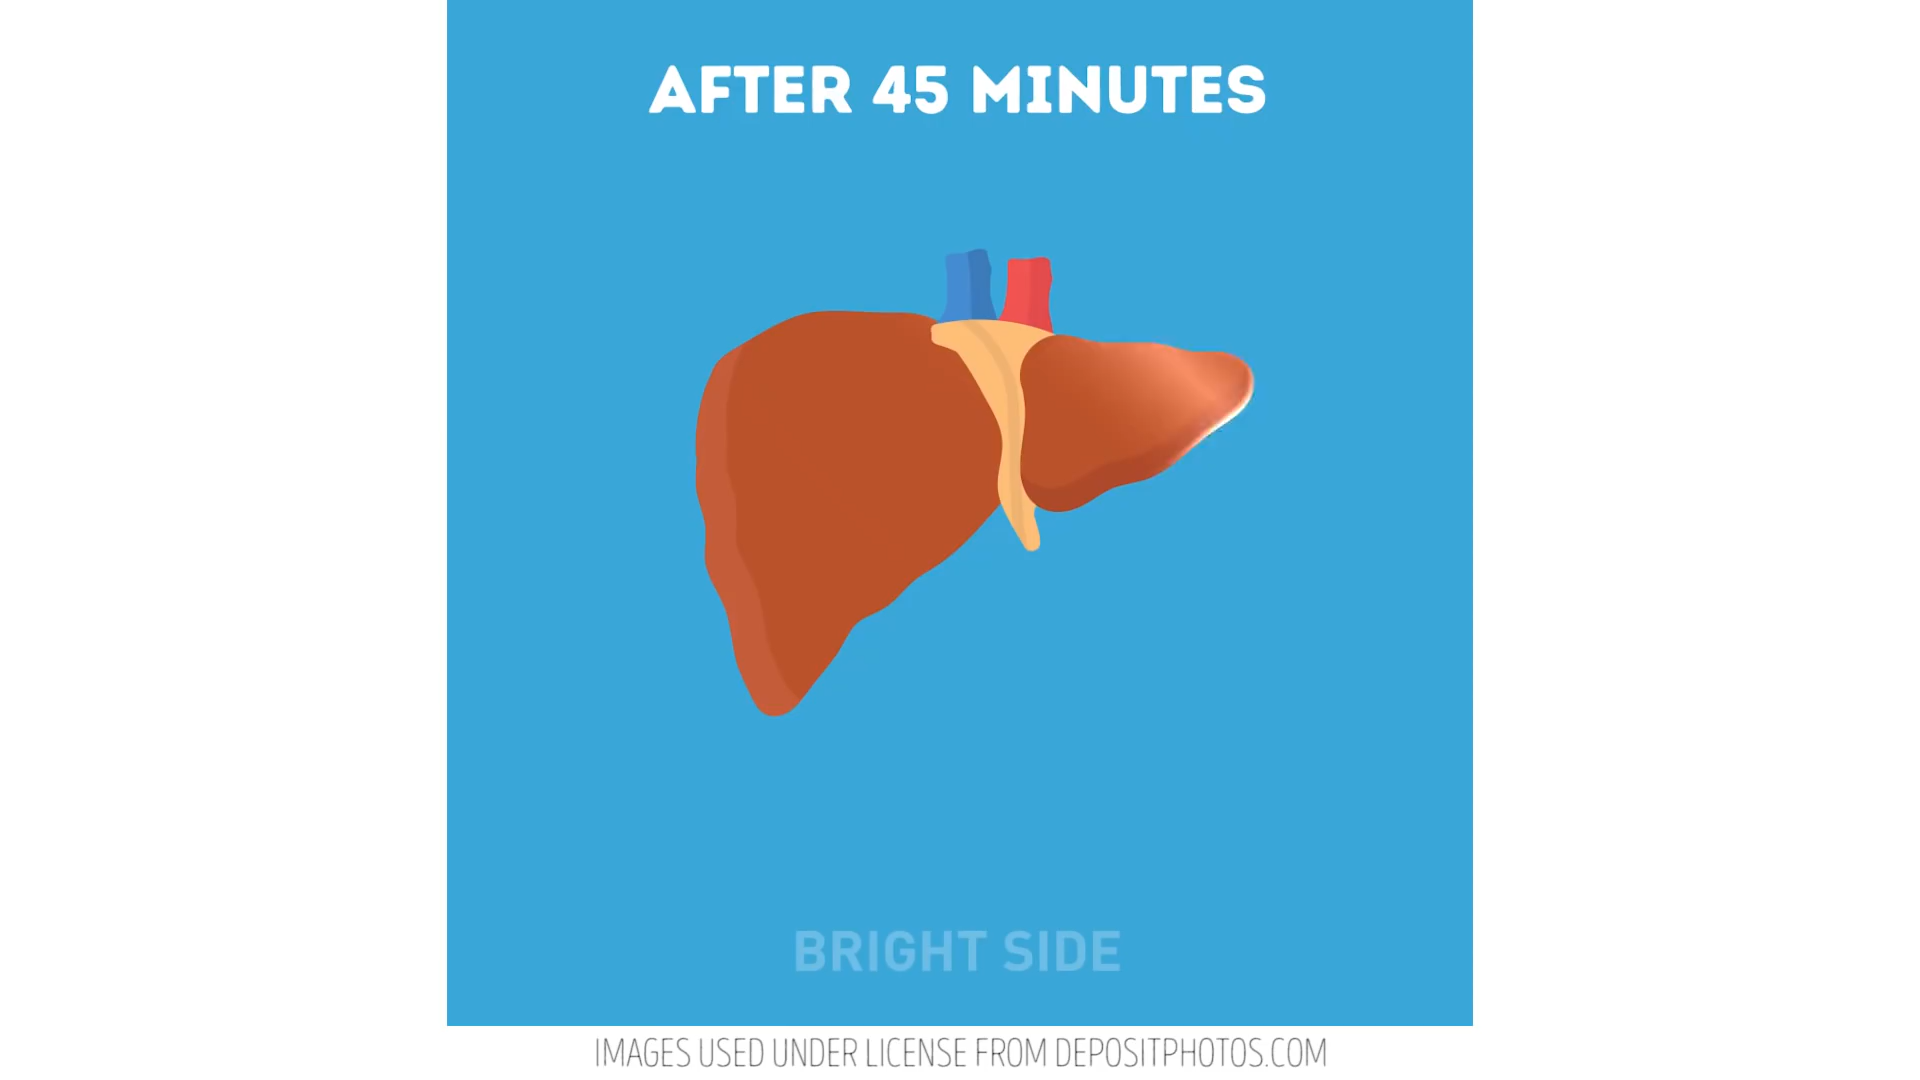 AFTER 45 MINUTES
BRIGHT SIDE
IMAGES USED UNDER LICENSE FROM DEPOSITPHOTOS.COM